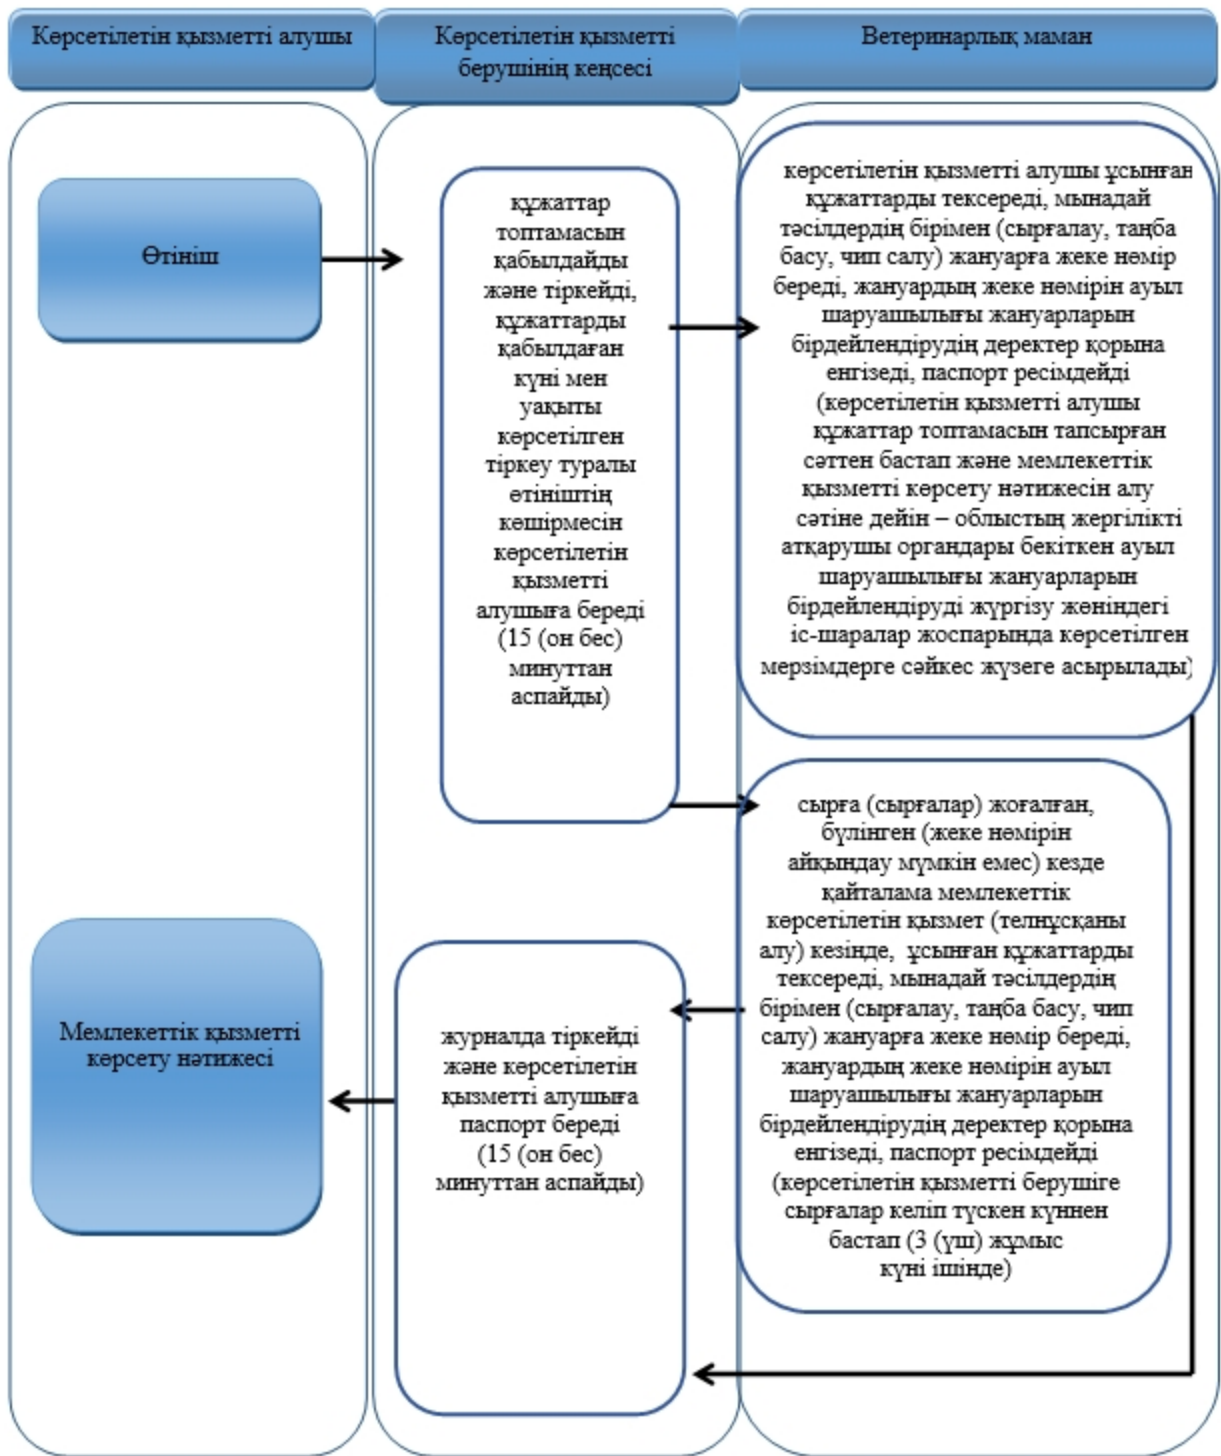 Көрсетілетін қызметті алушы
Көрсетілетін қызметті
берушінің кеңсесі
Ветеринарлық маман
Өтініш
құжаттар
топтамасын
қабылдайды
және тіркейді,
құжаттарды
қабылдаған
күні мен
уақыты
көрсетілген
тіркеу туралы
өтініштің
көшірмесін
көрсетілетін
қызметті
алушыға береді
(15 (он бес)
минуттан
аспайды)
көрсетілетін қызметті алушы ұсынған
құжаттарды тексереді, мынадай
тәсілдердің бірімен (сырғалау, таңба
басу, чип салу) жануарға жеке нөмір
береді, жануардың жеке нөмірін ауыл
шаруашылығы жануарларын
бірдейлендірудің деректер қорына
енгізеді, паспорт ресімдейді
(көрсетілетін қызметті алушы
құжаттар топтамасын тапсырған
сәттен бастап және мемлекеттік
қызметті көрсету нәтижесін алу
сәтіне дейін – облыстың жергілікті
атқарушы органдары бекіткен ауыл
шаруашылығы жануарларын
бірдейлендіруді жүргізу жөніндегі
іс-шаралар жоспарында көрсетілген
мерзімдерге сәйкес жүзеге асырылады)
сырға (сырғалар) жоғалған,
бүлінген (жеке нөмірін
айқындау мүмкін емес) кезде
қайталама мемлекеттік
көрсетілетін қызмет (телнұсқаны
алу) кезінде, ұсынған құжаттарды
тексереді, мынадай тәсілдердің
бірімен (сырғалау, таңба басу, чип
салу) жануарға жеке нөмір береді,
жануардың жеке нөмірін ауыл
шаруашылығы жануарларын
бірдейлендірудің деректер қорына
енгізеді, паспорт ресімдейді
(көрсетілетін қызметті берушіге
сырғалар келіп түскен күннен
бастап (3 (үш) жұмыс
күні ішінде)
журналда тіркейді
және көрсетілетін
қызметті алушыға
паспорт береді
(15 (он бес)
минуттан аспайды)
Мемлекеттік қызметті
көрсету нәтижесі